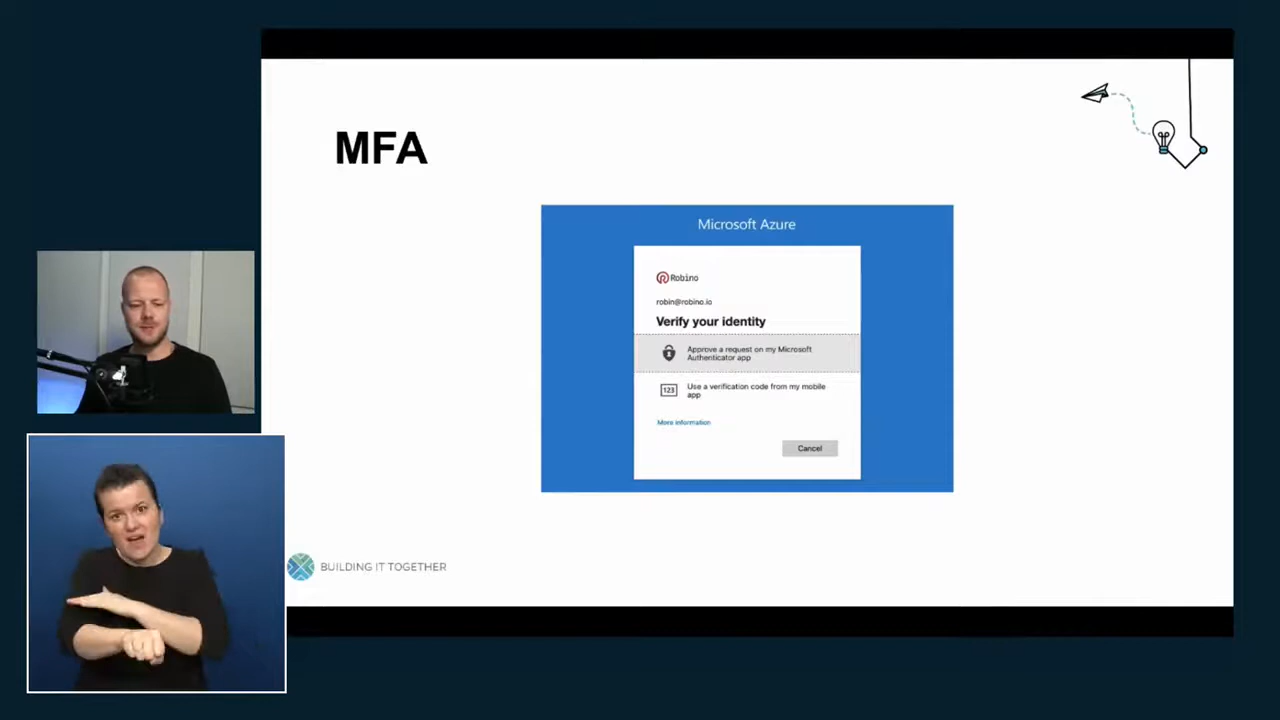 MFA
Microsoft Azure
Robino
robin@robino.io
Verify your identity
Approve a request on my Microsoft
Authenticator app
123
Use a verification code from my mobile
app
More information
Cancel
BUILDING IT TOGETHER